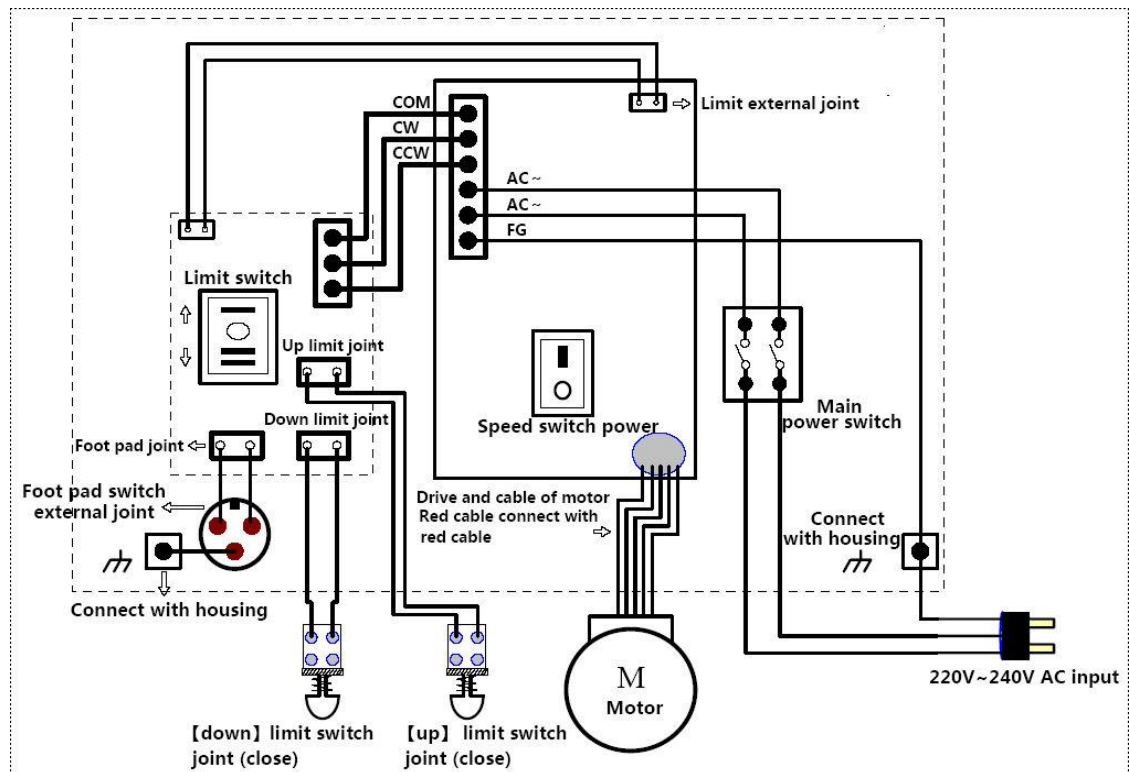 COM
CW
CCW
Limit external joint
AC~
AC~
FG
Limit switch
Up limit joint
Down limit joint
Speed switch power
Main
power switch
Foot pad joint
Foot pad switch
external joint
Drive and cable of motor
Red cable connect with
red cable
Connect
with housing
Connect with housing
M
Motor
220V~240V AC input
【down】limit switch
joint (close)
【up】 limit switch
joint (close)